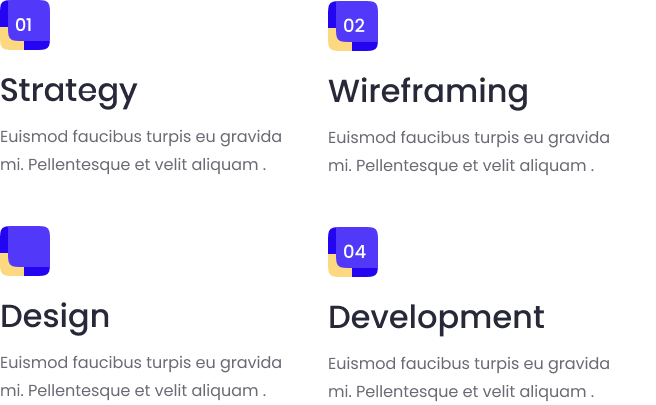 01
Strategy
Euismod faucibus turpis eu gravida
mi. Pellentesque et velit aliquam .
02
Wireframing
Euismod faucibus turpis eu gravida
mi. Pellentesque et velit aliquam .
Design
Euismod faucibus turpis eu gravida
mi. Pellentesque et velit aliquam .
04
Development
Euismod faucibus turpis eu gravida
mi. Pellentesque et velit aliquam .